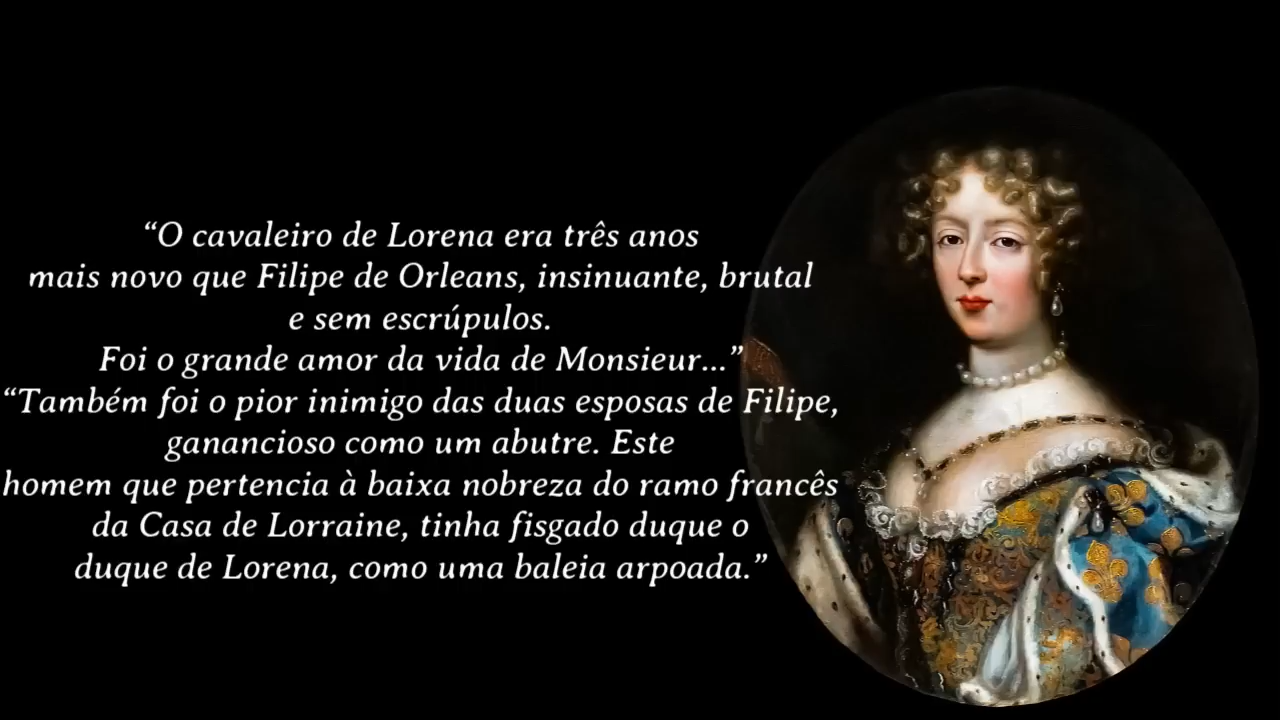 “O cavaleiro de Lorena era três anos
mais novo que Filipe de Orleans, insinuante, brutal
e sem escrúpulos.
Foi o grande amor da vida de Monsieur...”
“Também foi o pior inimigo das duas esposas de Filipe,
ganancioso como um abutre. Este
homem que pertencia à baixa nobreza do ramo francês
da Casa de Lorraine, tinha fisgado duque o
duque de Lorena, como uma baleia arpoada.”